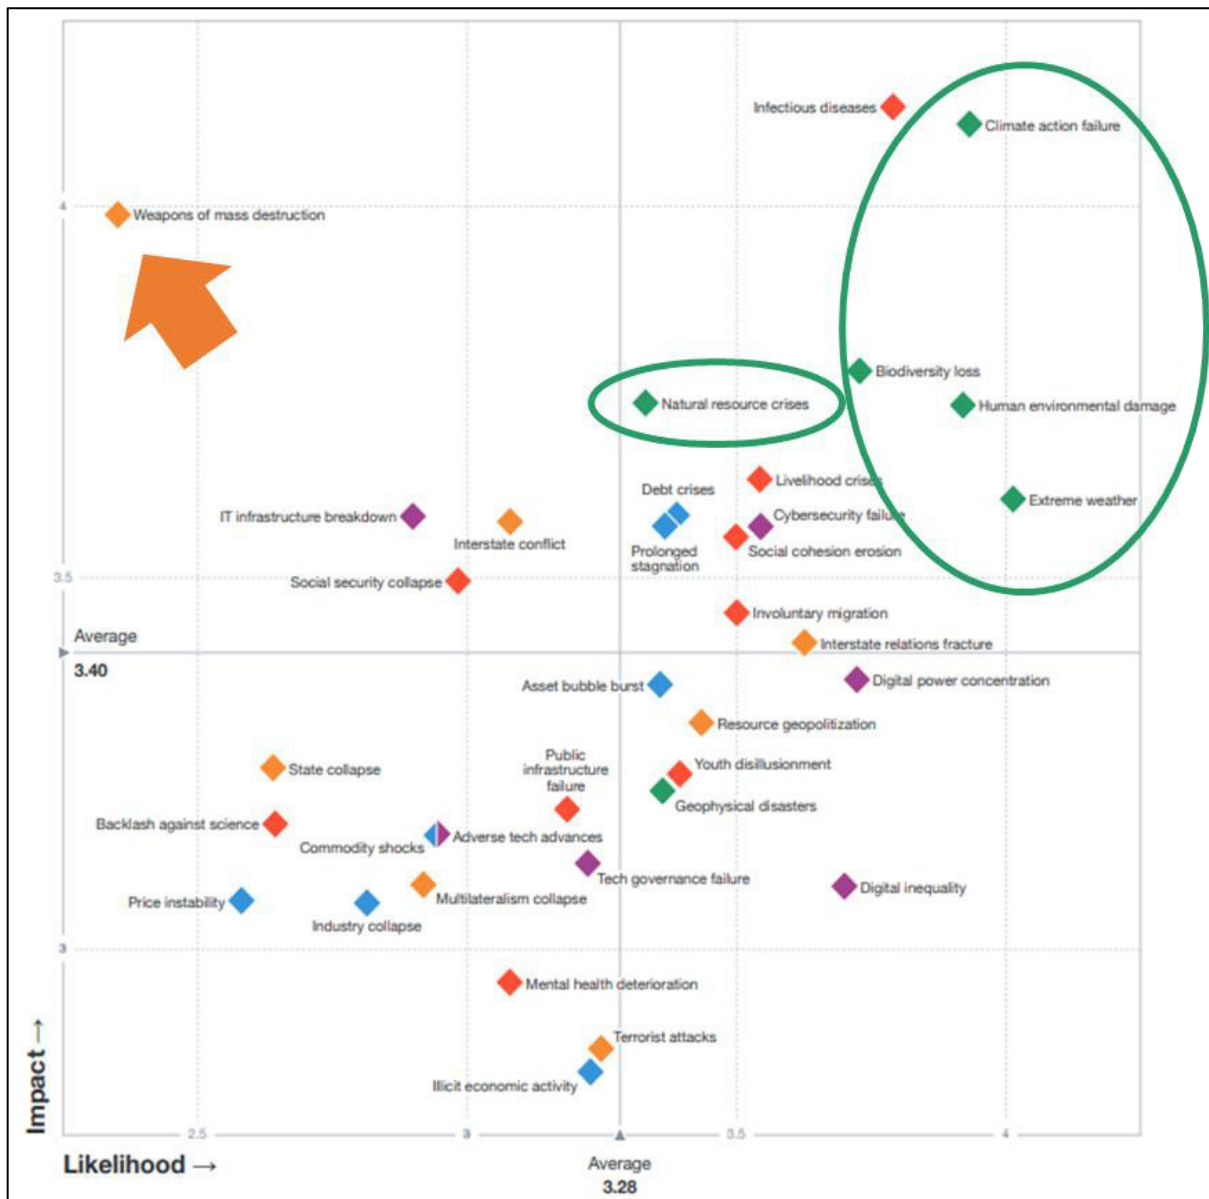 Infectious diseases
Climate action failure
4
Weapons of mass destruction
Biodiversity loss
Natural resource crises
Human environmental damage
Livelihood crises
Debt crises
Extreme weather
IT infrastructure breakdown
Cybersecurity failure
Interstate conflict
Prolonged
stagnation
Social cohesion erosion
3.5
Social security collapse
Involuntary migration
Average
3.40
Interstate relations fracture
Asset bubble burst
Digital power concentration
Resource geopolitization
Public
infrastructure
failure
Youth disillusionment
State collapse
Geophysical disasters
Backlash against science
Commodity shocks
Adverse tech advances
Tech governance failure
Digital inequality
Price instability
Multilateralism collapse
Industry collapse
3
Mental health deterioration
Terrorist attacks
Illicit economic activity
Impact →
2.5
3
3.5
4
Likelihood →
Average
3.28